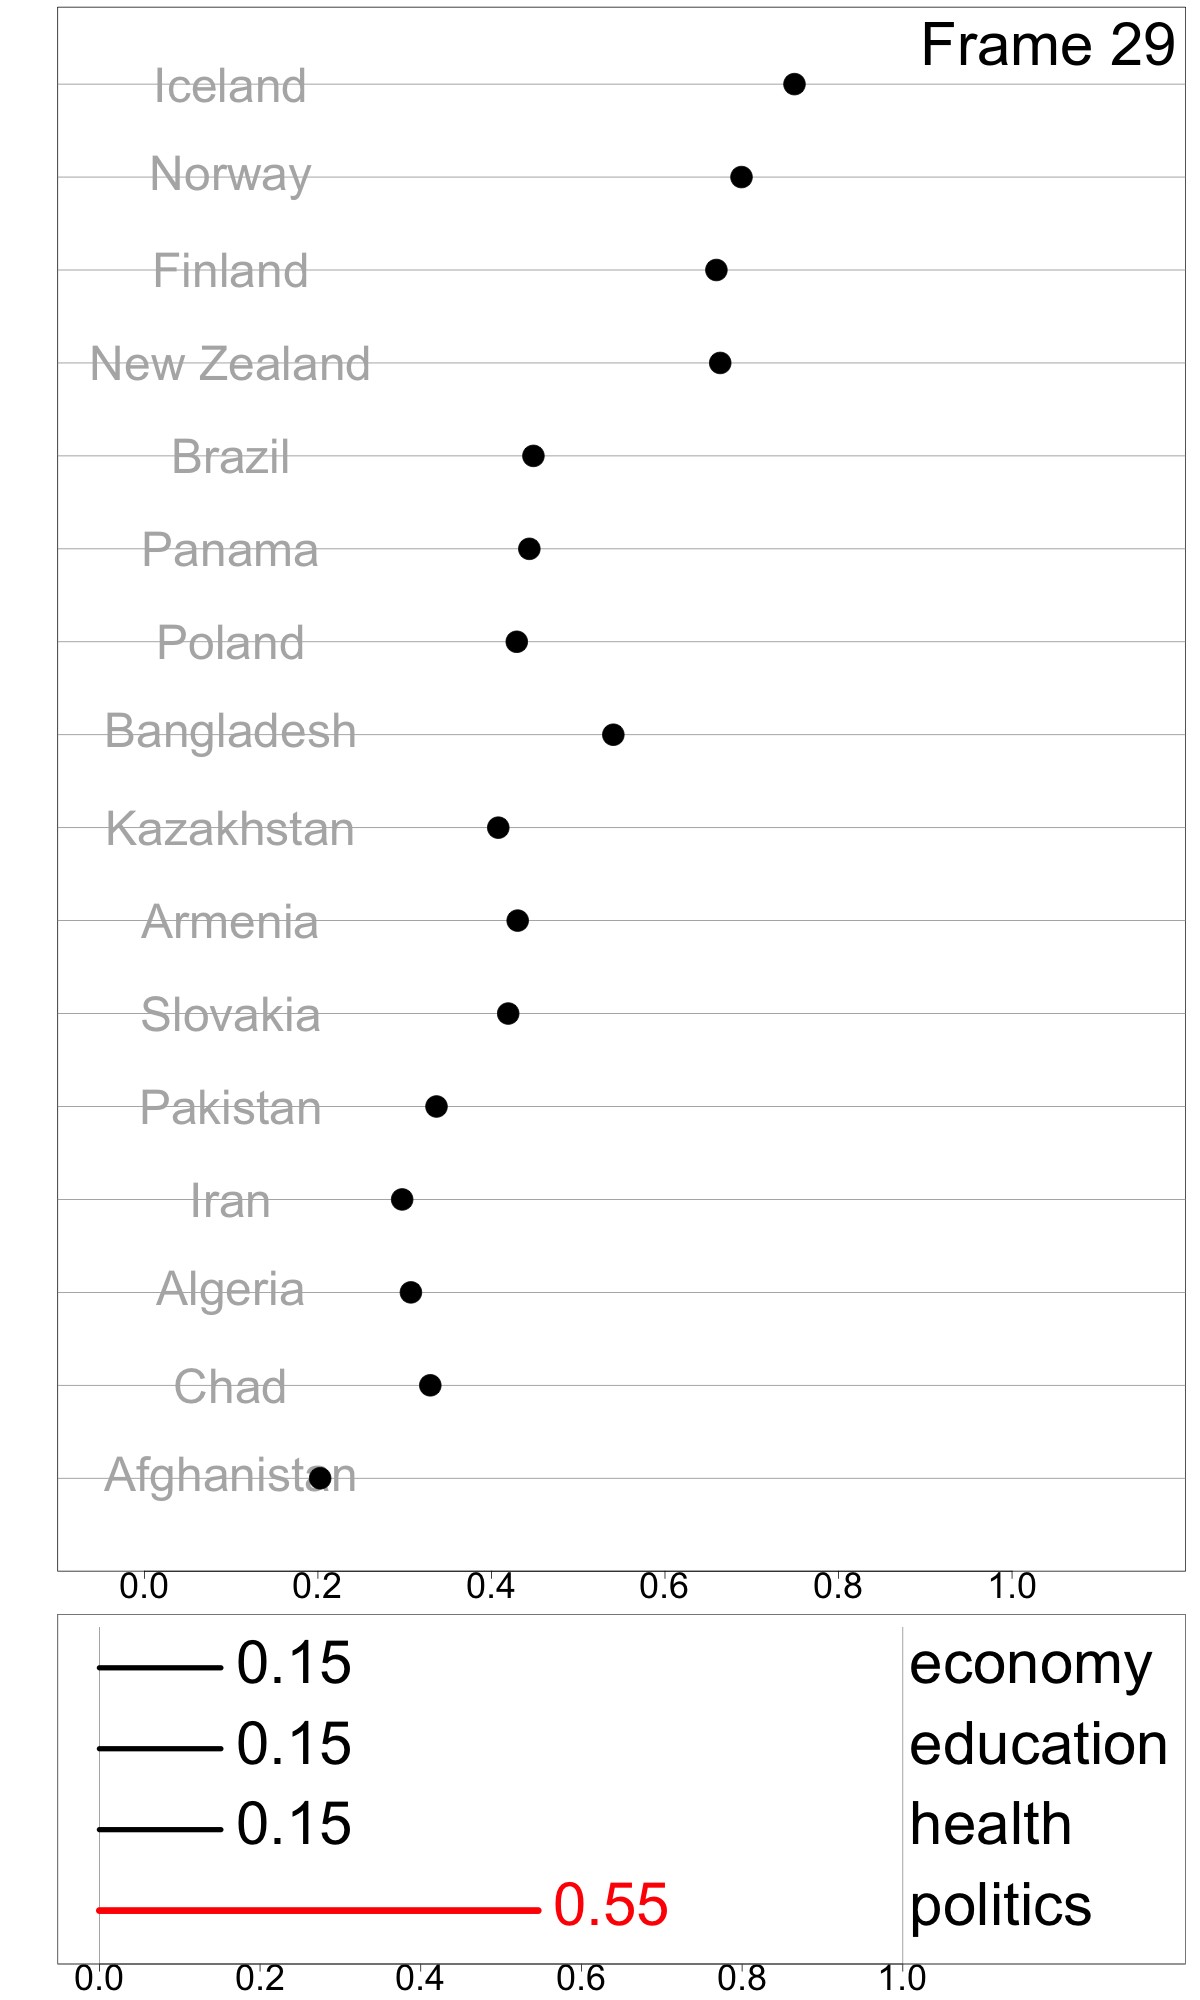 Frame 29
Iceland
Norway
Finland
New Zealand
Brazil
Panama
Poland
Bangladesh
Kazakhstan
Armenia
Slovakia
Pakistan
Iran
Algeria
Chad
Afghanistan
0.0 0.2 0.4 0.6 0.8 1.0
0.15 economy
0.15 education
0.15 health
0.55 politics
0.0 0.2 0.4 0.6 0.8 1.0